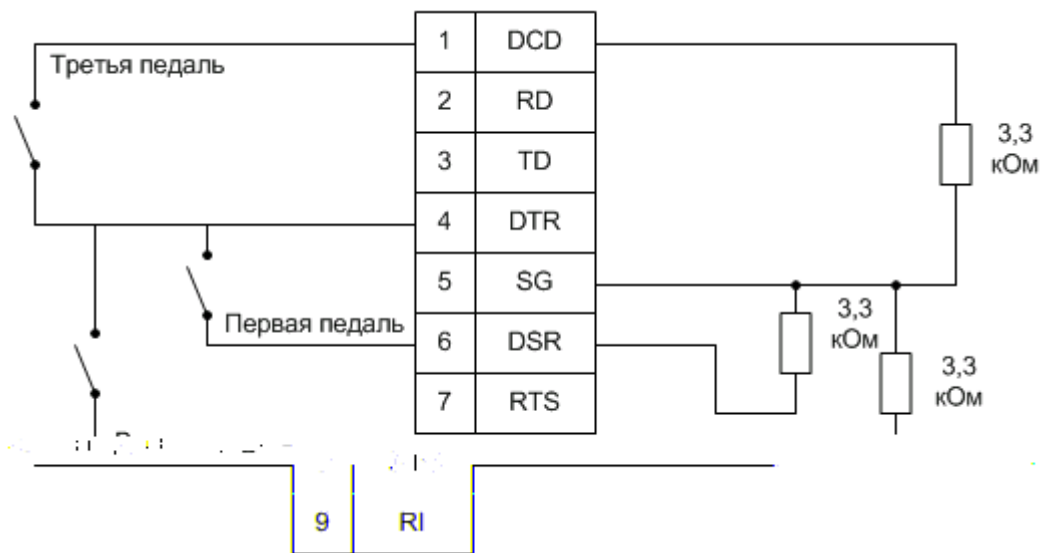 1 DCD
Третья педаль
2 RD
3,3
кОм
3 TD
4 DTR
5 SG
3,3
кОм
Первая педаль
6 DSR
3,3
кОм
7 RTS
9 RI